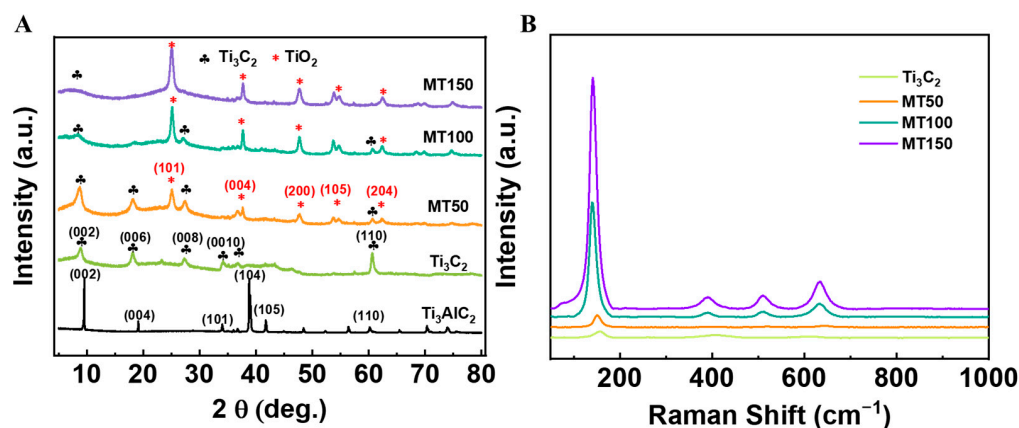 A
♣ Ti₃C₂ * TiO₂
MT150
MT100
(101) (004) (200) (105) (204)
MT50
(002) (006) (008) (0010) (110)
Ti₃C₂
(002) (004) (101) (104) (105) (110)
Ti₃AlC₂
Intensity (a.u.)
10 20 30 40 50 60 70 80
2 θ (deg.)
B
Ti₃C₂
MT50
MT100
MT150
Intensity (a.u.)
200 400 600 800 1000
Raman Shift (cm⁻¹)